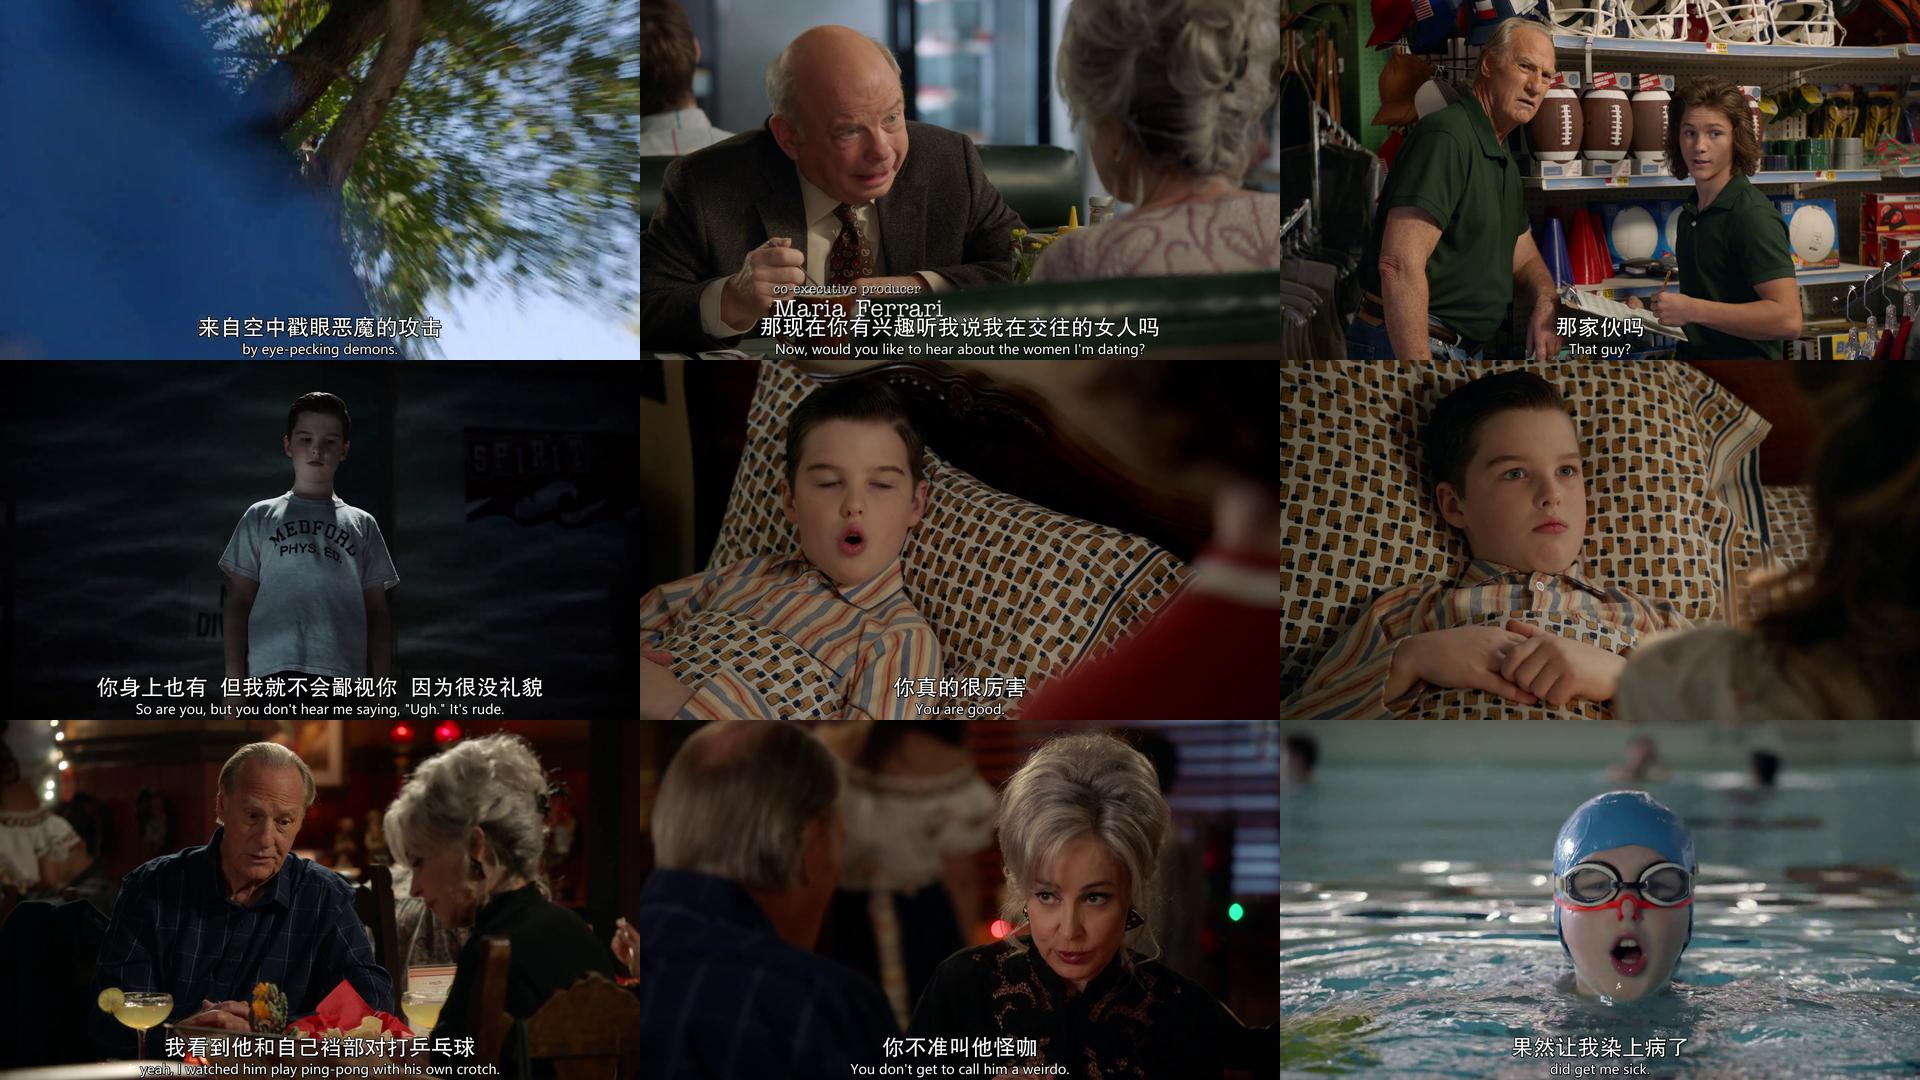 来自空中戳眼恶魔的攻击
by eye-pecking demons.
co-executive producer
Maria Ferrari
那现在你有兴趣听我说我在交往的女人吗
Now, would you like to hear about the women I'm dating?
那家伙吗
That guy?
SPIRIT
MEDFORD
PHYS. ED.
你身上也有 但我就不会鄙视你 因为很没礼貌
So are you, but you don't hear me saying, "Ugh." It's rude.
你真的很厉害
You are good.
我看到他和自己裆部对打乒乓球
yeah, I watched him play ping-pong with his own crotch.
你不准叫他怪咖
You don't get to call him a weirdo.
果然让我染上病了
did get me sick.